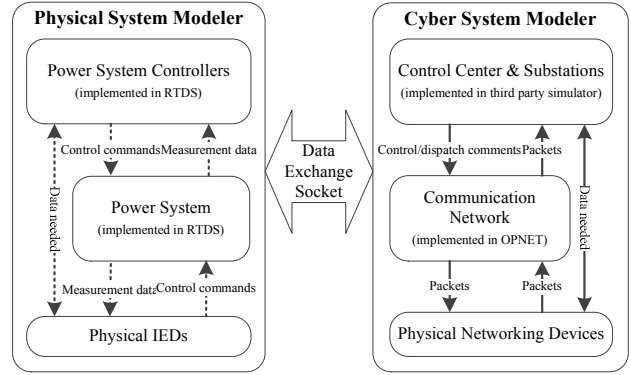 Physical System Modeler
Power System Controllers
(implemented in RTDS)
Control commands
Measurement data
Data needed
Power System
(implemented in RTDS)
Measurement data
Control commands
Physical IEDs
Data
Exchange
Socket
Cyber System Modeler
Control Center & Substations
(implemented in third party simulator)
Control/dispatch comments
Packets
Communication
Network
(implemented in OPNET)
Data needed
Packets
Packets
Physical Networking Devices